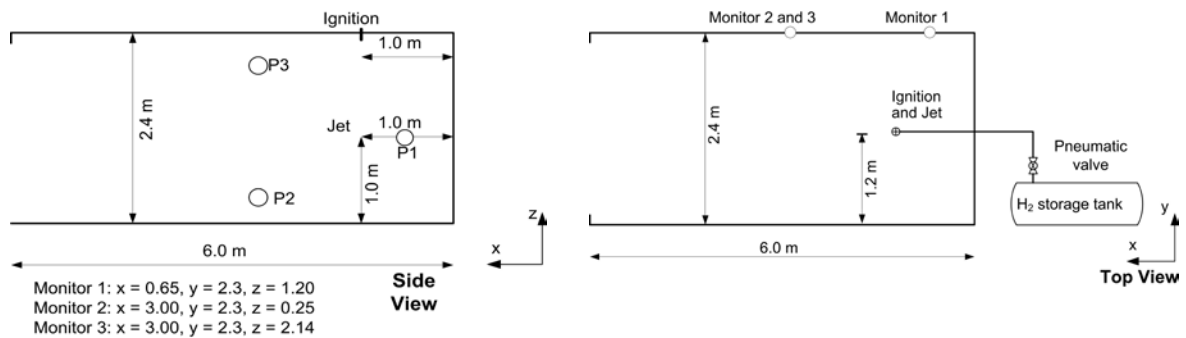 Ignition
1.0 m
P3
2.4 m
Jet
1.0 m
P1
1.0 m
P2
z
x
6.0 m
Side
View
Monitor 1: x = 0.65, y = 2.3, z = 1.20
Monitor 2: x = 3.00, y = 2.3, z = 0.25
Monitor 3: x = 3.00, y = 2.3, z = 2.14
Monitor 2 and 3
Monitor 1
Ignition
and Jet
2.4 m
1.2 m
Pneumatic
valve
H₂ storage tank
y
x
6.0 m
Top View